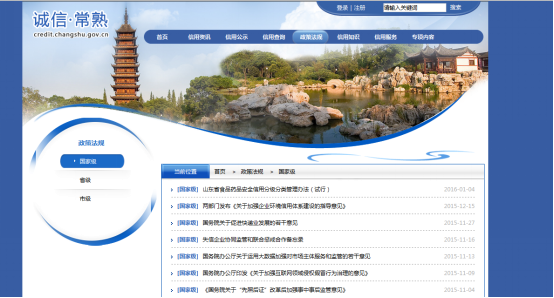 诚信·常熟
credit.changshu.gov.cn
登录 | 注册 请输入关键词 搜索
首页 信用资讯 信用公示 信用查询 政策法规 信用知识 信用服务 专项内容
政策法规
国家级
省级
市级
当前位置 首页 > 政策法规 > 国家级
[国家级] 山东省食品药品安全信用分级分类管理办法（试行） 2016-01-04
[国家级] 两部门发布《关于加强企业环境信用体系建设的指导意见》 2015-12-15
[国家级] 国务院关于促进快递业发展的若干意见 2015-11-27
[国家级] 失信企业协同监管和联合惩戒合作备忘录 2015-11-16
[国家级] 国务院办公厅关于运用大数据加强对市场主体服务和监管的若干意见 2015-11-13
[国家级] 国务院办公厅印发《关于加强互联网领域侵权假冒行为治理的意见》 2015-11-09
[国家级] 《国务院关于“先照后证”改革后加强事中事后监管意见》 2015-11-04